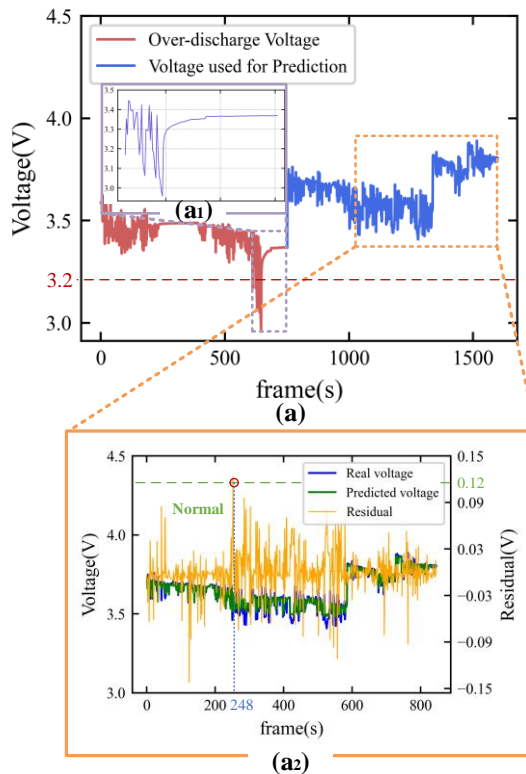 4.5
Over-discharge Voltage
Voltage used for Prediction
4.0
3.5
3.2
3.0
Voltage(V)
3.5
3.4
3.3
3.2
3.1
3.0
(a1)
0
500
1000
1500
frame(s)
(a)
4.5
4.0
3.5
3.0
Voltage(V)
Real voltage
Predicted voltage
Residual
Normal
0.15
0.12
0.09
0.03
−0.03
−0.09
−0.15
Residual(V)
0
200
248
400
600
800
frame(s)
(a2)